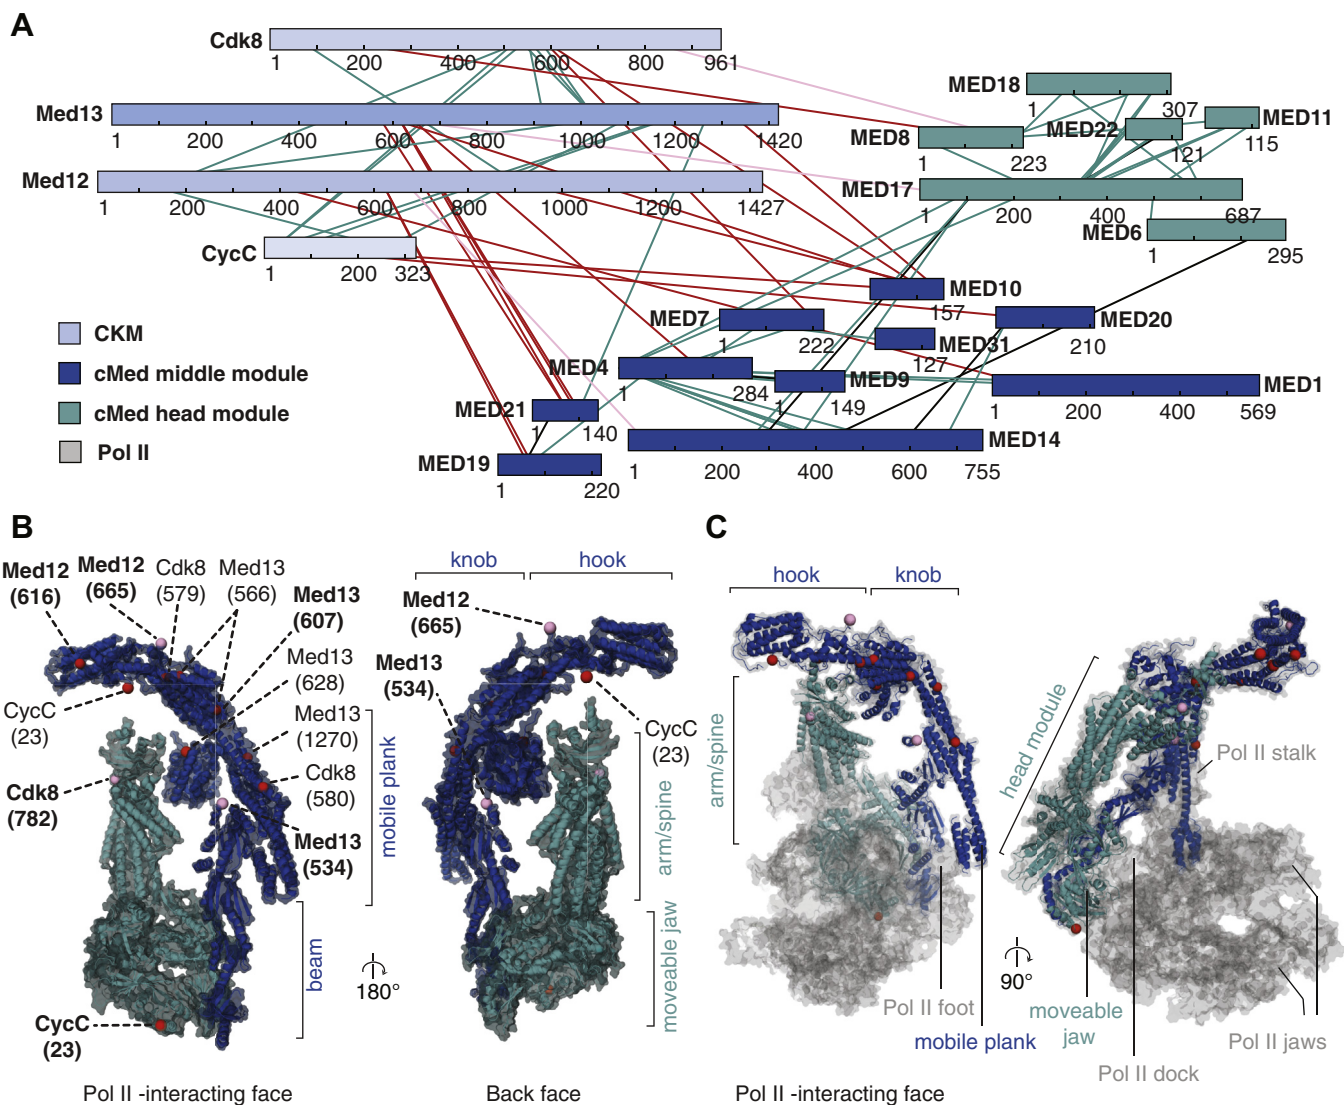 A
Cdk8
1 200 400 600 800 961
Med13
1 200 400 600 800 1000 1200 1420
Med12
1 200 400 600 800 1000 1200 1427
CycC
1 200 323
MED18
1 307
MED11
115
MED8
1 223
MED22
121
MED17
1 200 400 687
MED6
1 295
MED10
157
MED7
1 222
MED20
210
MED31
127
MED4
1 284
MED9
1 149
MED1
1 200 400 569
MED21
1 140
MED14
1 200 400 600 755
MED19
1 220
CKM
cMed middle module
cMed head module
Pol II
B
knob
hook
Med12
(616)
Med12
(665)
Cdk8
(579)
Med13
(566)
Med13
(607)
Med13
(628)
Med13
(1270)
Cdk8
(580)
Med13
(534)
CycC
(23)
Cdk8
(782)
CycC
(23)
mobile plank
beam
180°
Med12
(665)
Med13
(534)
CycC
(23)
arm/spine
moveable jaw
Pol II -interacting face
Back face
C
hook
knob
arm/spine
head module
Pol II stalk
Pol II foot
mobile plank
90°
moveable
jaw
Pol II dock
Pol II jaws
Pol II -interacting face